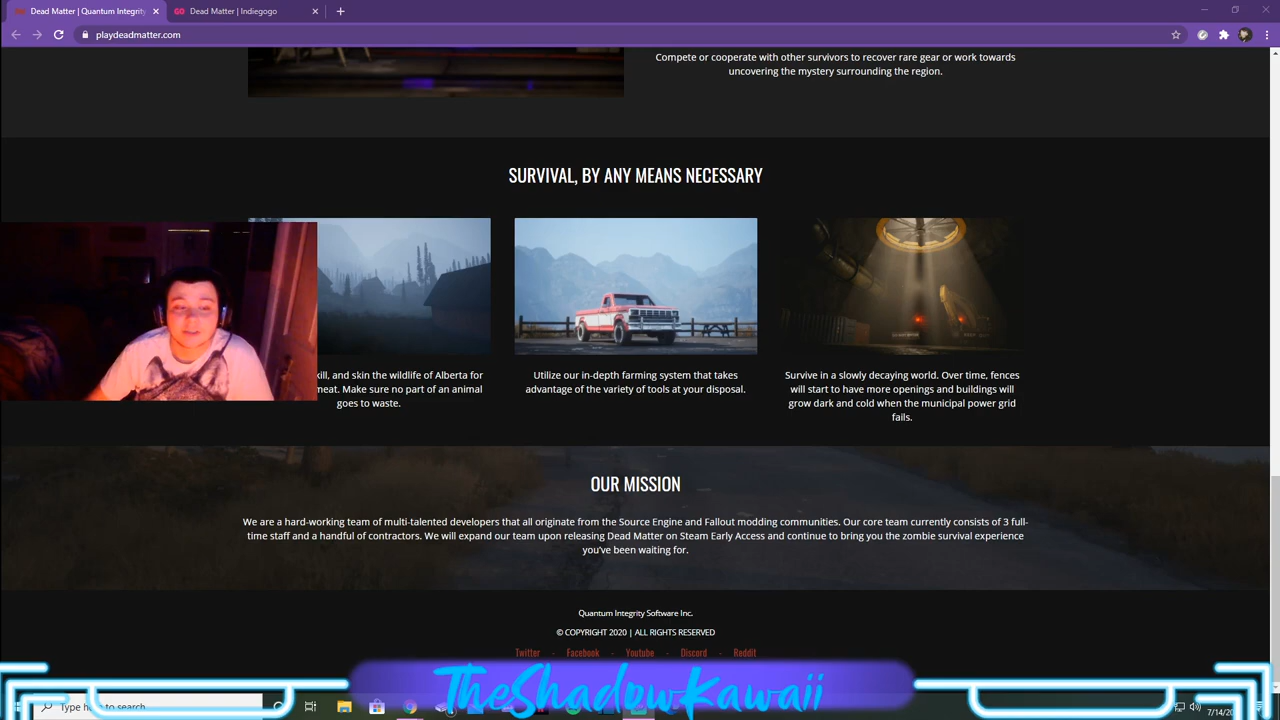 Dead Matter | Quantum Integrity
Dead Matter | Indiegogo
playdeadmatter.com
Compete or cooperate with other survivors to recover rare gear or work towards
uncovering the mystery surrounding the region.
SURVIVAL, BY ANY MEANS NECESSARY
kill, and skin the wildlife of Alberta for
meat. Make sure no part of an animal
goes to waste.
Utilize our in-depth farming system that takes
advantage of the variety of tools at your disposal.
Survive in a slowly decaying world. Over time, fences
will start to have more openings and buildings will
grow dark and cold when the municipal power grid
fails.
OUR MISSION
We are a hard-working team of multi-talented developers that all originate from the Source Engine and Fallout modding communities. Our core team currently consists of 3 full-
time staff and a handful of contractors. We will expand our team upon releasing Dead Matter on Steam Early Access and continue to bring you the zombie survival experience
you've been waiting for.
Quantum Integrity Software Inc.
© COPYRIGHT 2020 | ALL RIGHTS RESERVED
Twitter - Facebook - Youtube - Discord - Reddit
TheShadowKawaii
Type here to search
7/14/20